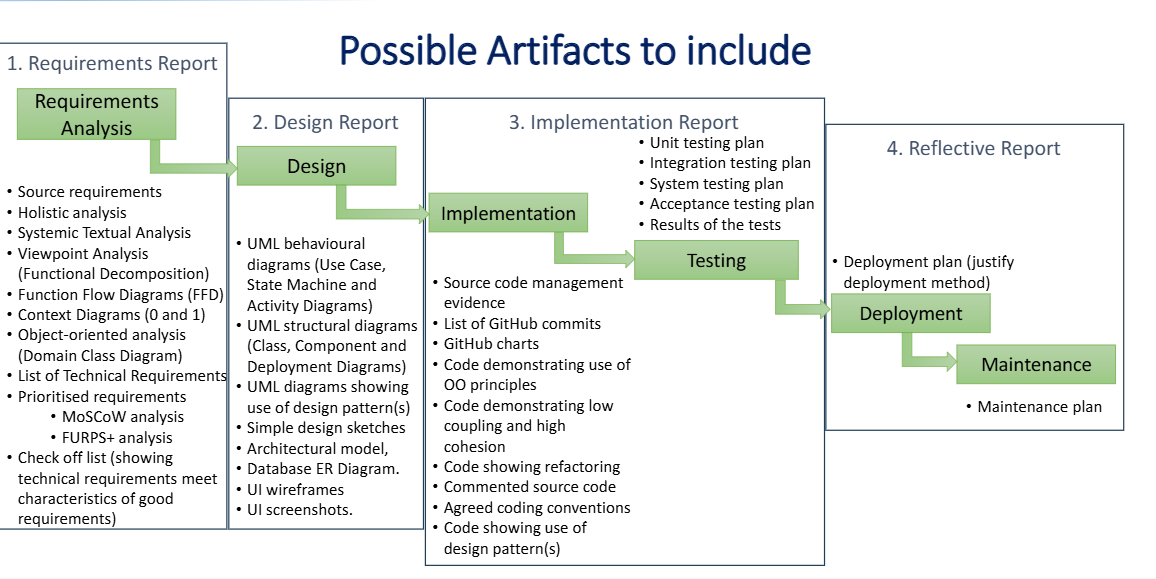 Possible Artifacts to include
1. Requirements Report
Requirements
Analysis
• Source requirements
• Holistic analysis
• Systemic Textual Analysis
• Viewpoint Analysis
(Functional Decomposition)
• Function Flow Diagrams (FFD)
• Context Diagrams (0 and 1)
• Object-oriented analysis
(Domain Class Diagram)
• List of Technical Requirements
• Prioritised requirements
• MoSCoW analysis
• FURPS+ analysis
• Check off list (showing
technical requirements meet
characteristics of good
requirements)
2. Design Report
Design
• UML behavioural
diagrams (Use Case,
State Machine and
Activity Diagrams)
• UML structural diagrams
(Class, Component and
Deployment Diagrams)
• UML diagrams showing
use of design pattern(s)
• Simple design sketches
• Architectural model,
• Database ER Diagram.
• UI wireframes
• UI screenshots.
3. Implementation Report
Implementation
• Source code management
evidence
• List of GitHub commits
• GitHub charts
• Code demonstrating use of
OO principles
• Code demonstrating low
coupling and high
cohesion
• Code showing refactoring
• Commented source code
• Agreed coding conventions
• Code showing use of
design pattern(s)
• Unit testing plan
• Integration testing plan
• System testing plan
• Acceptance testing plan
• Results of the tests
Testing
4. Reflective Report
• Deployment plan (justify
deployment method)
Deployment
Maintenance
• Maintenance plan